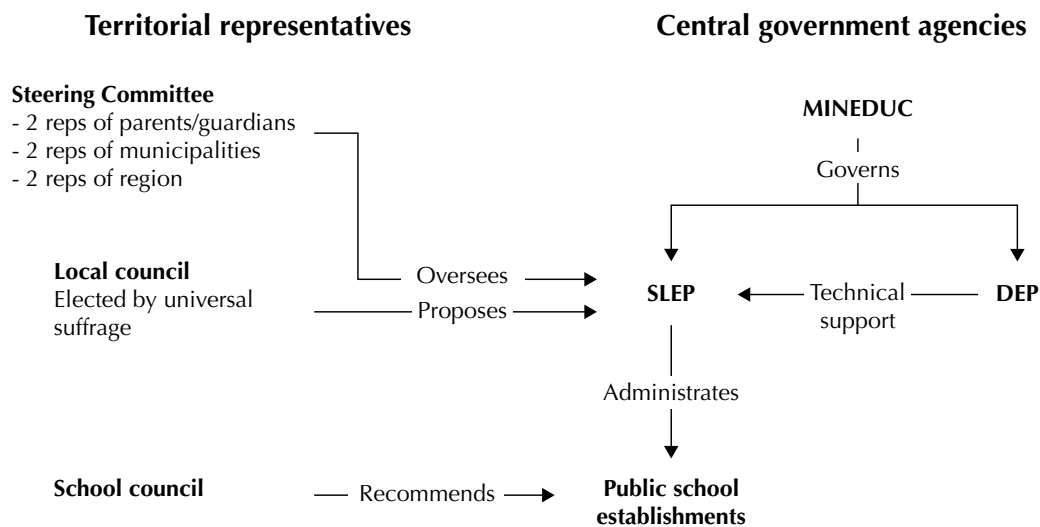 Territorial representatives
Central government agencies
Steering Committee
- 2 reps of parents/guardians
- 2 reps of municipalities
- 2 reps of region
MINEDUC
Governs
Local council
Elected by universal
suffrage
Oversees
Proposes
SLEP
Technical
support
DEP
Administrates
School council
Recommends
Public school
establishments